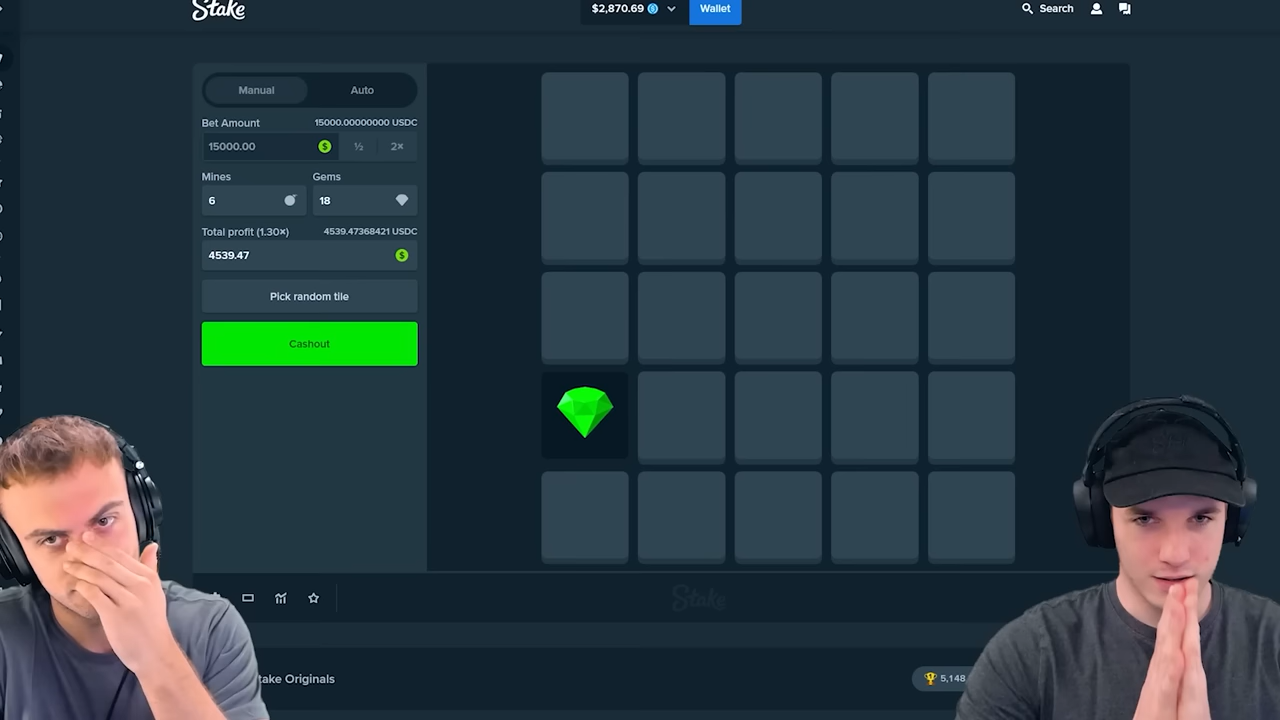 Stake
$2,870.69
Wallet
Search
Manual
Auto
Bet Amount
15000.00000000 USDC
15000.00
½
2×
Mines
Gems
6
18
Total profit (1.30×)
4539.47368421 USDC
4539.47
Pick random tile
Cashout
Stake
take Originals
5,148